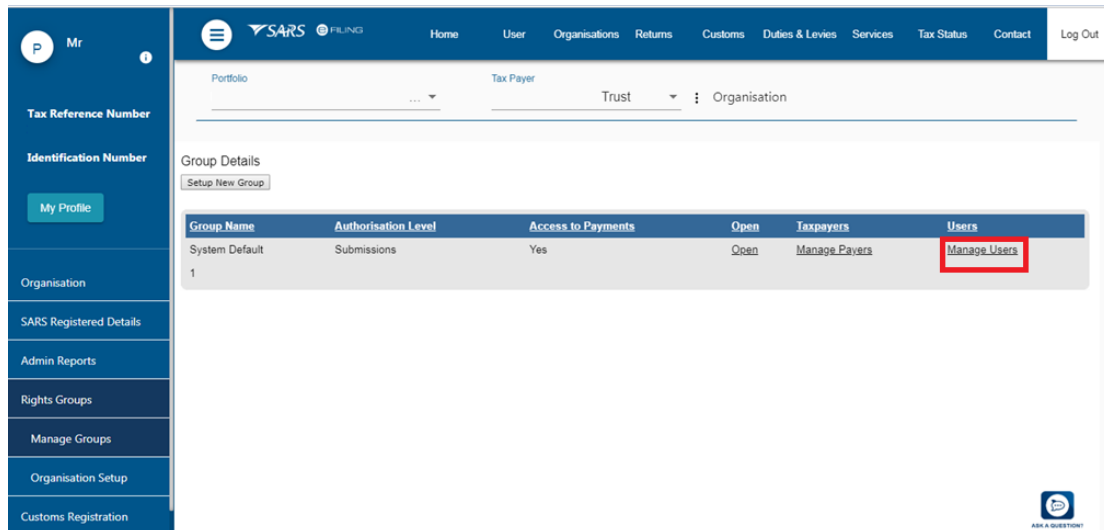 P
Mr
i
SARS eFILING
Home User Organisations Returns Customs Duties & Levies Services Tax Status Contact Log Out
Portfolio
...
Tax Payer
Trust
Organisation
Tax Reference Number
Identification Number
My Profile
Organisation
SARS Registered Details
Admin Reports
Rights Groups
Manage Groups
Organisation Setup
Customs Registration
Group Details
Setup New Group
Group Name Authorisation Level Access to Payments Open Taxpayers Users
System Default Submissions Yes Open Manage Payers Manage Users
1
ASK A QUESTION?